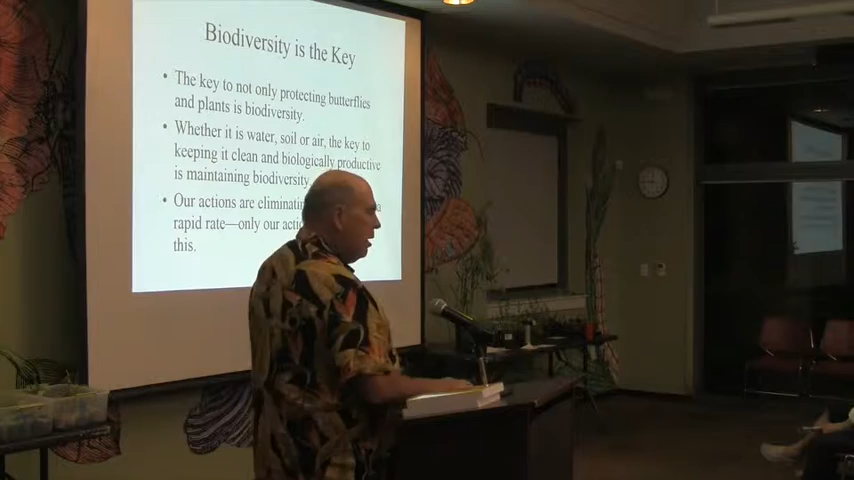 Biodiversity is the Key
• The key to not only protecting butterflies
and plants is biodiversity.
• Whether it is water, soil or air, the key to
keeping it clean and biologically productive
is maintaining biodiversity
• Our actions are a
rapid rate—only our
this.